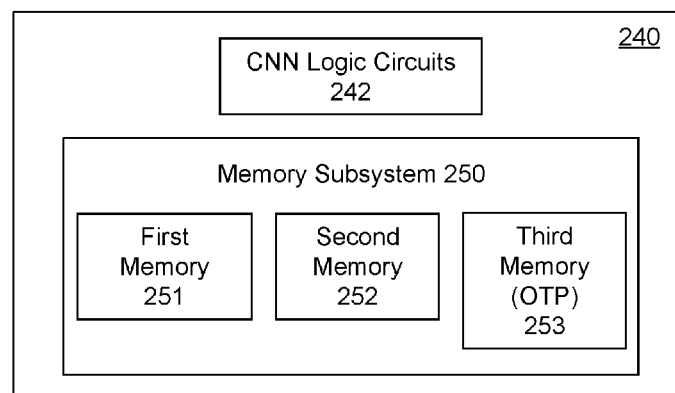 240
CNN Logic Circuits
242
Memory Subsystem 250
First
Memory
251
Second
Memory
252
Third
Memory
(OTP)
253